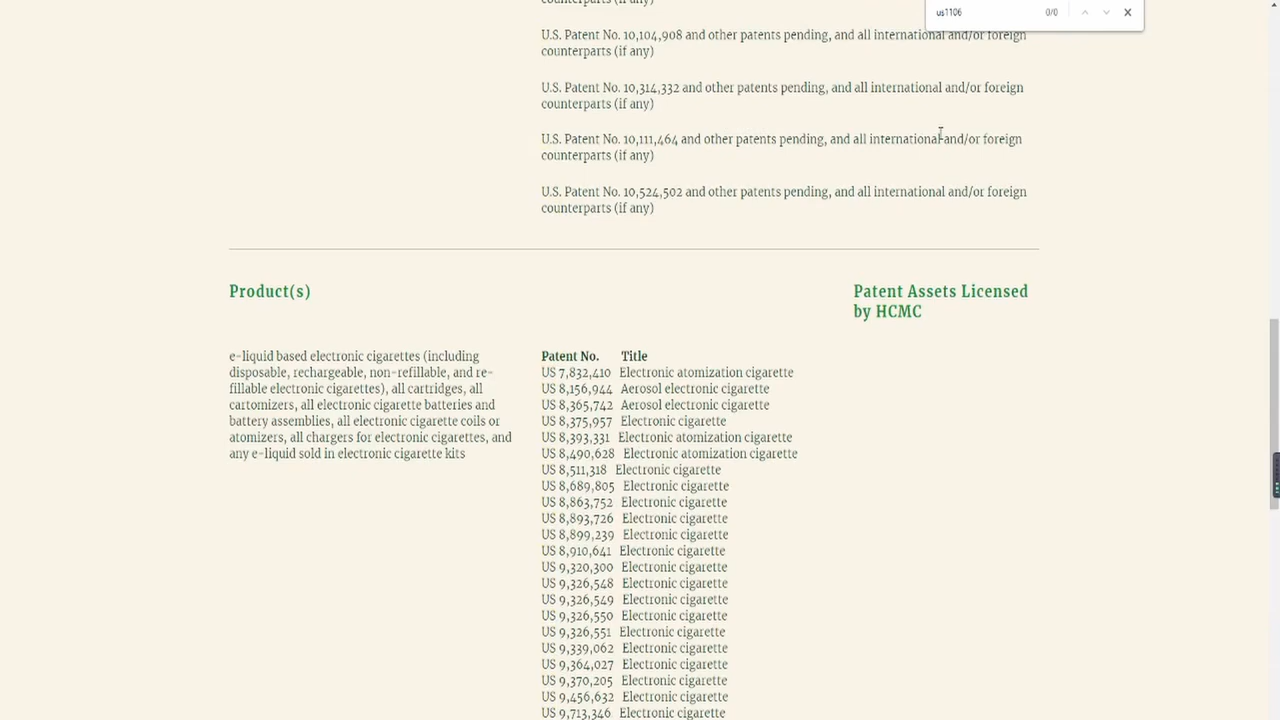 counterparts (if any)
us1106 0/0
U.S. Patent No. 10,104,908 and other patents pending, and all international and/or foreign
counterparts (if any)
U.S. Patent No. 10,314,332 and other patents pending, and all international and/or foreign
counterparts (if any)
U.S. Patent No. 10,111,464 and other patents pending, and all international and/or foreign
counterparts (if any)
U.S. Patent No. 10,524,502 and other patents pending, and all international and/or foreign
counterparts (if any)
Product(s)
Patent Assets Licensed
by HCMC
e-liquid based electronic cigarettes (including
disposable, rechargeable, non-refillable, and re-
fillable electronic cigarettes), all cartridges, all
cartomizers, all electronic cigarette batteries and
battery assemblies, all electronic cigarette coils or
atomizers, all chargers for electronic cigarettes, and
any e-liquid sold in electronic cigarette kits
Patent No. Title
US 7,832,410 Electronic atomization cigarette
US 8,156,944 Aerosol electronic cigarette
US 8,365,742 Aerosol electronic cigarette
US 8,375,957 Electronic cigarette
US 8,393,331 Electronic atomization cigarette
US 8,490,628 Electronic atomization cigarette
US 8,511,318 Electronic cigarette
US 8,689,805 Electronic cigarette
US 8,863,752 Electronic cigarette
US 8,893,726 Electronic cigarette
US 8,899,239 Electronic cigarette
US 8,910,641 Electronic cigarette
US 9,320,300 Electronic cigarette
US 9,326,548 Electronic cigarette
US 9,326,549 Electronic cigarette
US 9,326,550 Electronic cigarette
US 9,326,551 Electronic cigarette
US 9,339,062 Electronic cigarette
US 9,364,027 Electronic cigarette
US 9,370,205 Electronic cigarette
US 9,456,632 Electronic cigarette
US 9,713,346 Electronic cigarette